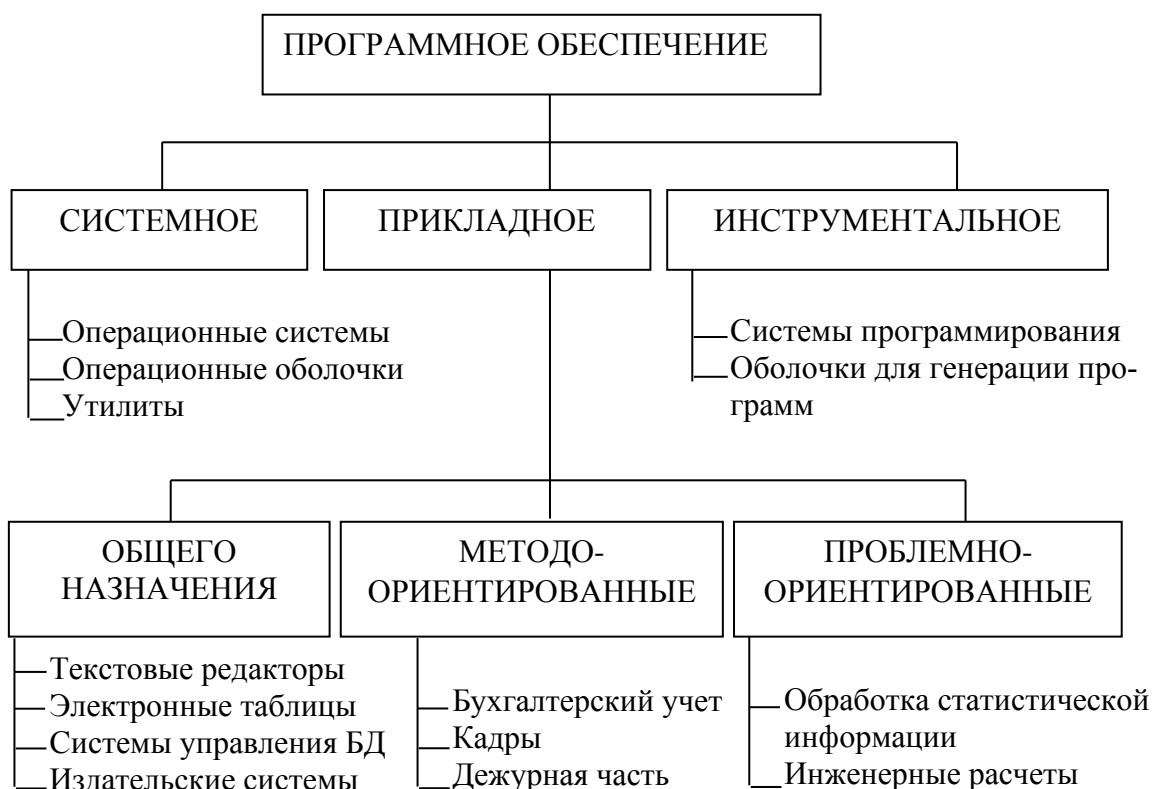 ПРОГРАММНОЕ ОБЕСПЕЧЕНИЕ
СИСТЕМНОЕ
ПРИКЛАДНОЕ
ИНСТРУМЕНТАЛЬНОЕ
Операционные системы
Операционные оболочки
Утилиты
Системы программирования
Оболочки для генерации про-
грамм
ОБЩЕГО
НАЗНАЧЕНИЯ
МЕТОДО-
ОРИЕНТИРОВАННЫЕ
ПРОБЛЕМНО-
ОРИЕНТИРОВАННЫЕ
Текстовые редакторы
Электронные таблицы
Системы управления БД
Издательские системы
Бухгалтерский учет
Кадры
Дежурная часть
Обработка статистической
информации
Инженерные расчеты